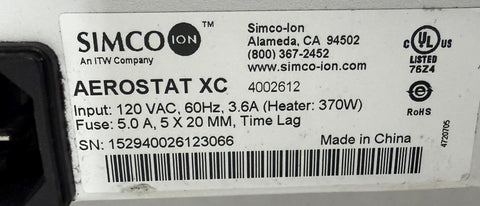 SIMCO ION ™
An ITW Company
Simco-Ion
Alameda, CA 94502
(800) 367-2452
www.simco-ion.com
C UL US
LISTED
76Z4
AEROSTAT XC 4002612
Input: 120 VAC, 60Hz, 3.6A (Heater: 370W)
Fuse: 5.0 A, 5 X 20 MM, Time Lag
SN: 152940026123066 Made in China
e
RoHS
4720705